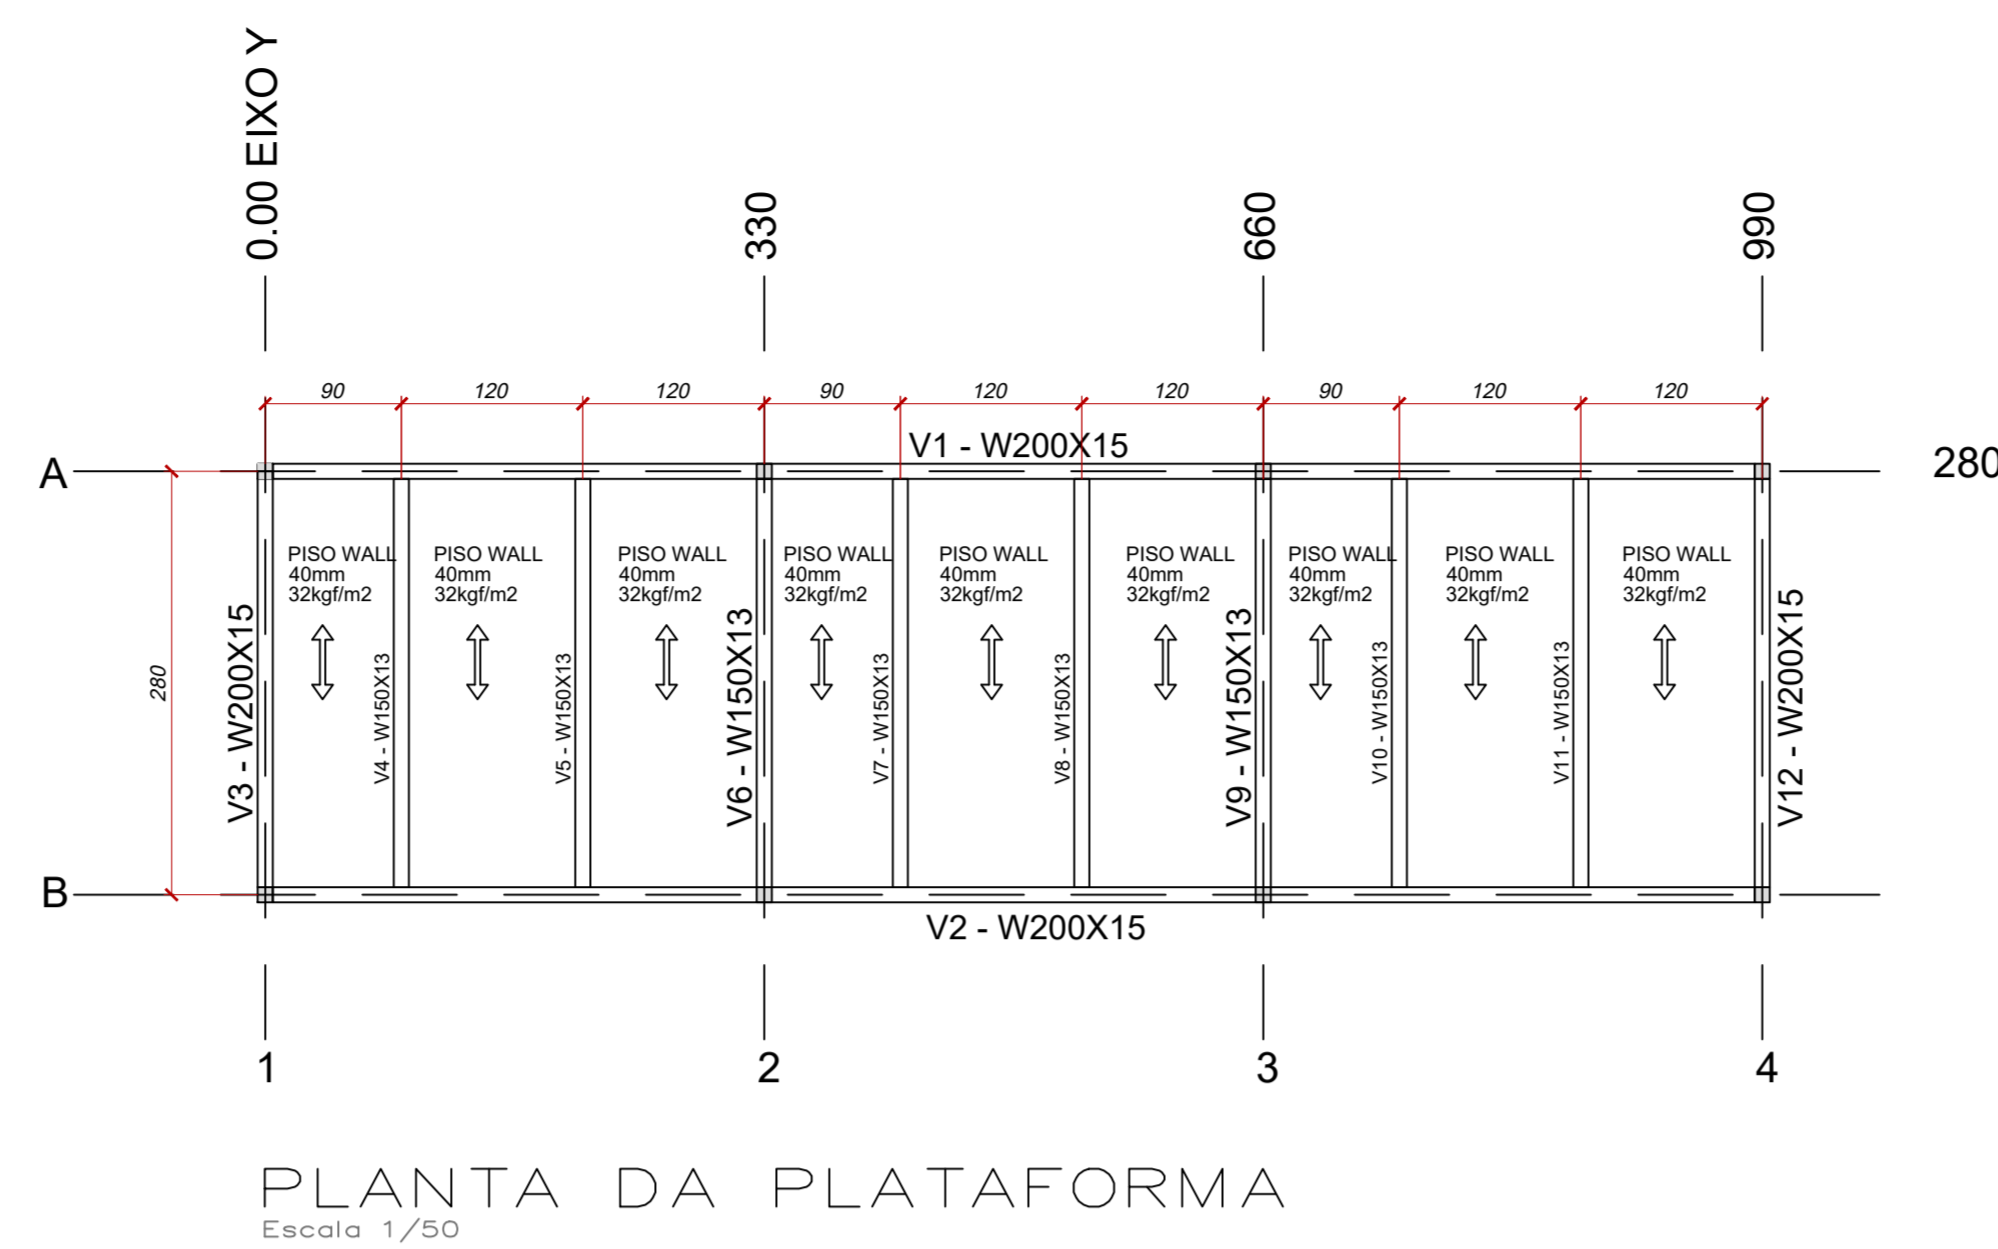 0.00 EIXO Y
330
660
990
90
120
120
90
120
120
90
120
120
V1 - W200X15
A
280
PISO WALL
40mm
32kgf/m2
PISO WALL
40mm
32kgf/m2
PISO WALL
40mm
32kgf/m2
PISO WALL
40mm
32kgf/m2
PISO WALL
40mm
32kgf/m2
PISO WALL
40mm
32kgf/m2
PISO WALL
40mm
32kgf/m2
PISO WALL
40mm
32kgf/m2
PISO WALL
40mm
32kgf/m2
280
V3 - W200X15
V4 - W150X13
V5 - W150X13
V6 - W150X13
V7 - W150X13
V8 - W150X13
V9 - W150X13
V10 - W150X13
V11 - W150X13
V12 - W200X15
B
V2 - W200X15
1
2
3
4
PLANTA DA PLATAFORMA
Escala 1/50